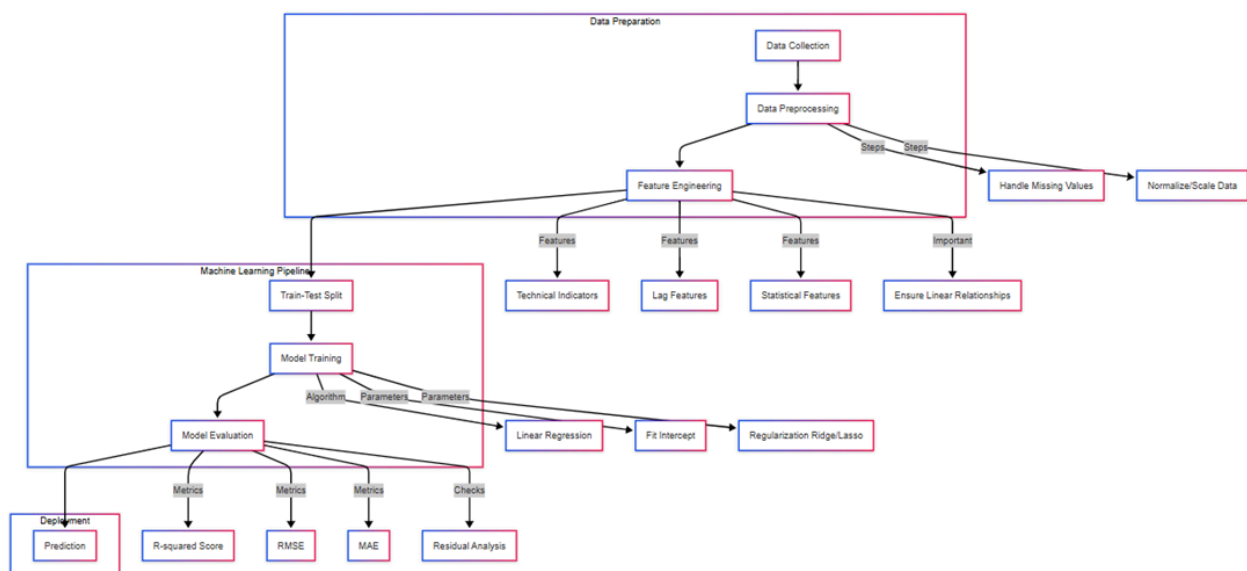 Data Preparation
Data Collection
Data Preprocessing
Steps
Steps
Feature Engineering
Handle Missing Values
Normalize/Scale Data
Features
Features
Features
Important
Machine Learning Pipeline
Train-Test Split
Technical Indicators
Lag Features
Statistical Features
Ensure Linear Relationships
Model Training
Algorithm
Parameters
Parameters
Model Evaluation
Linear Regression
Fit Intercept
Regularization Ridge/Lasso
Metrics
Metrics
Metrics
Checks
Deployment
Prediction
R-squared Score
RMSE
MAE
Residual Analysis